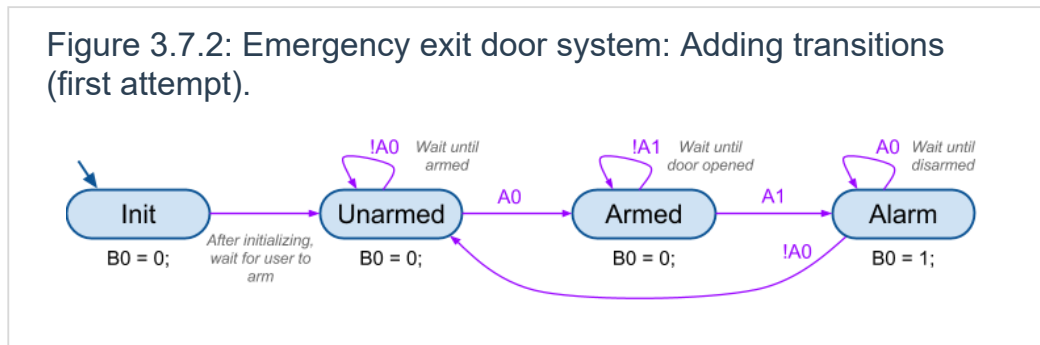 Figure 3.7.2: Emergency exit door system: Adding transitions
(first attempt).
!A0
Wait until
armed
!A1
Wait until
door opened
A0
Wait until
disarmed
Init
Unarmed
A0
Armed
A1
Alarm
After initializing,
wait for user to
arm
!A0
B0 = 0;
B0 = 0;
B0 = 0;
B0 = 1;